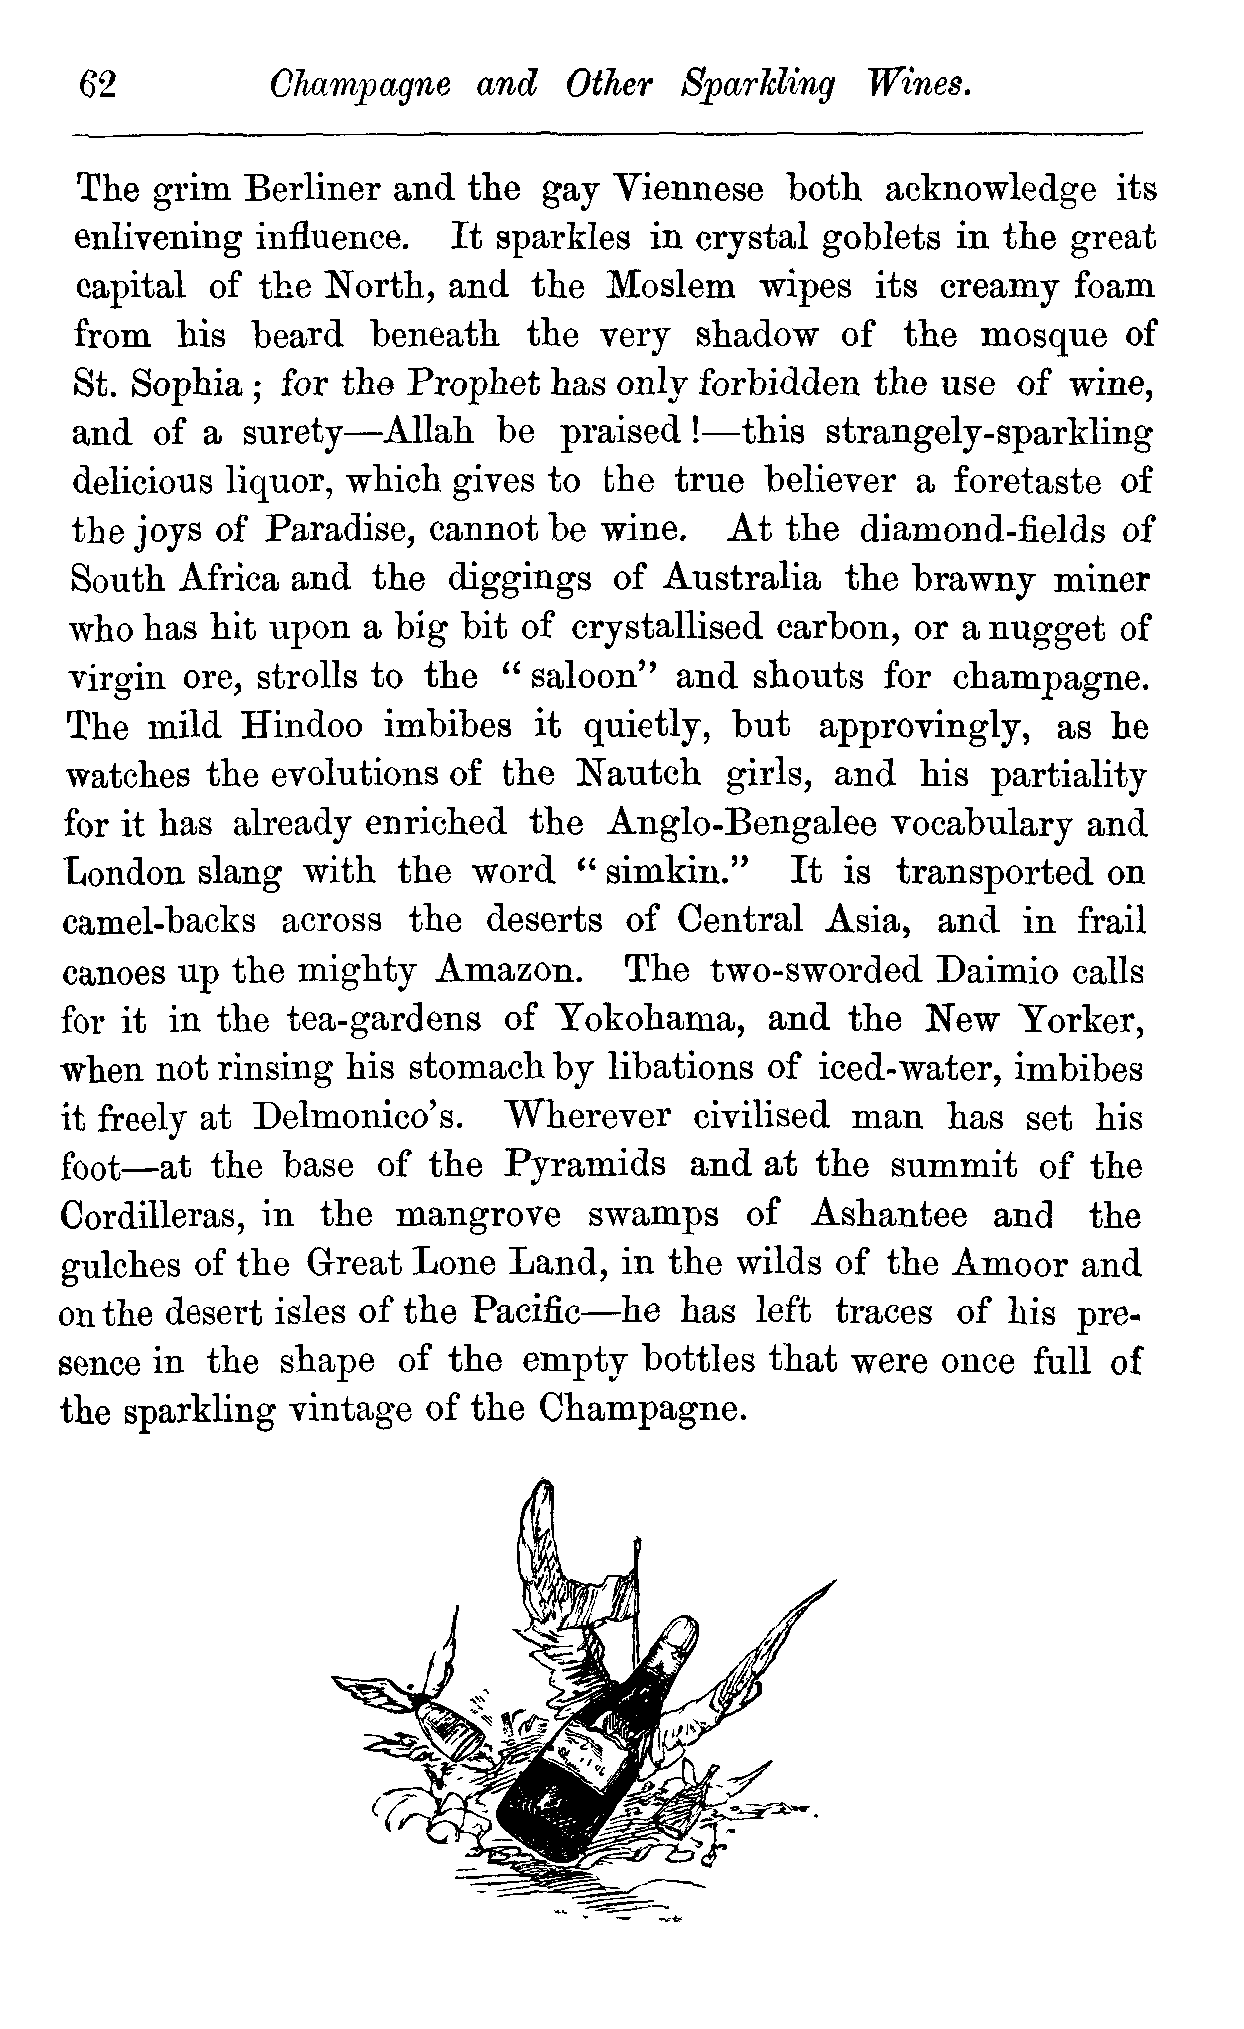 62 Champagne and Other Sparkling Wines.
The grim Berliner and the gay Viennese both acknowledge its
enlivening influence. It sparkles in crystal goblets in the great
capital of the North, and the Moslem wipes its creamy foam
from his beard beneath the very shadow of the mosque of
St. Sophia ; for the Prophet has only forbidden the use of wine,
and of a surety—Allah be praised !—this strangely-sparkling
delicious liquor, which gives to the true believer a foretaste of
the joys of Paradise, cannot be wine. At the diamond-fields of
South Africa and the diggings of Australia the brawny miner
who has hit upon a big bit of crystallised carbon, or a nugget of
virgin ore, strolls to the “ saloon” and shouts for champagne.
The mild Hindoo imbibes it quietly, but approvingly, as he
watches the evolutions of the Nautch girls, and his partiality
for it has already enriched the Anglo-Bengalee vocabulary and
London slang with the word “ simkin.” It is transported on
camel-backs across the deserts of Central Asia, and in frail
canoes up the mighty Amazon. The two-sworded Daimio calls
for it in the tea-gardens of Yokohama, and the New Yorker,
when not rinsing his stomach by libations of iced-water, imbibes
it freely at Delmonico’s. Wherever civilised man has set his
foot—at the base of the Pyramids and at the summit of the
Cordilleras, in the mangrove swamps of Ashantee and the
gulches of the Great Lone Land, in the wilds of the Amoor and
on the desert isles of the Pacific—he has left traces of his pre-
sence in the shape of the empty bottles that were once full of
the sparkling vintage of the Champagne.